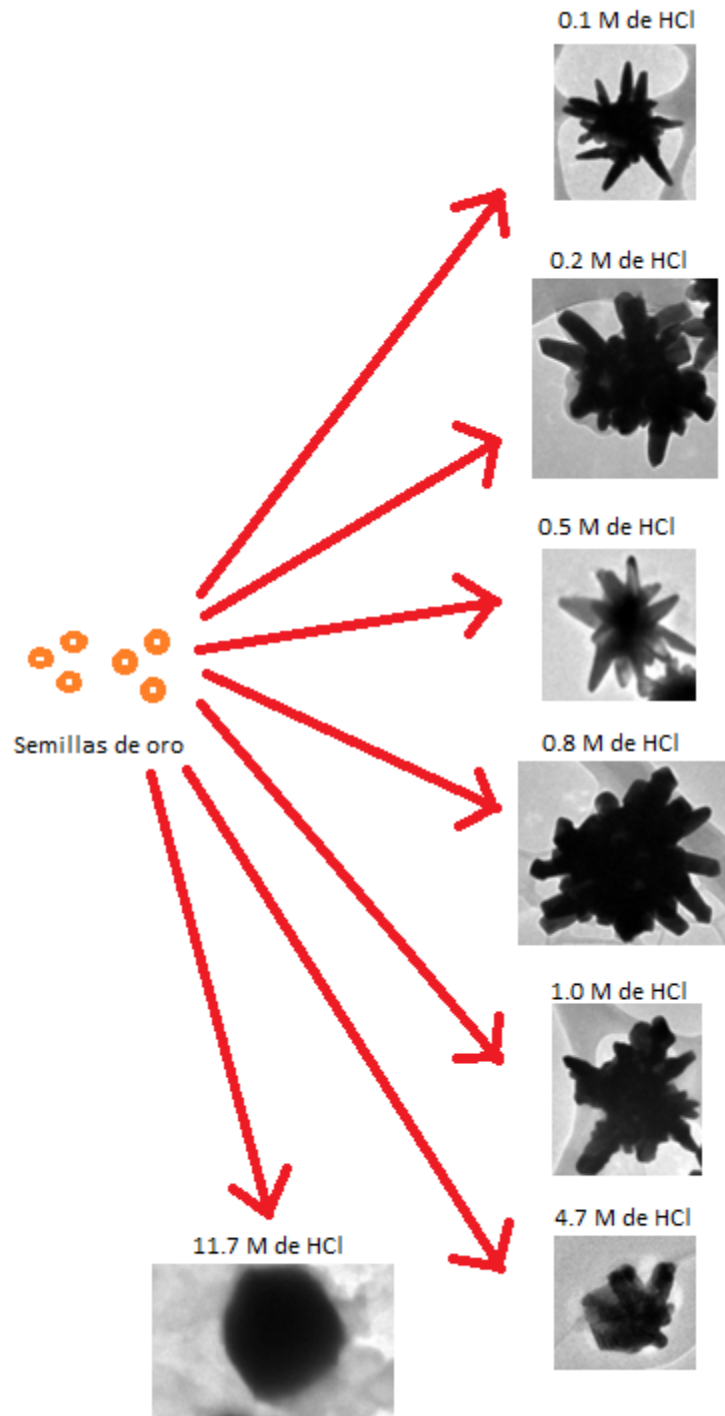 0.1 M de HCl
0.2 M de HCl
0.5 M de HCl
Semillas de oro
0.8 M de HCl
1.0 M de HCl
4.7 M de HCl
11.7 M de HCl